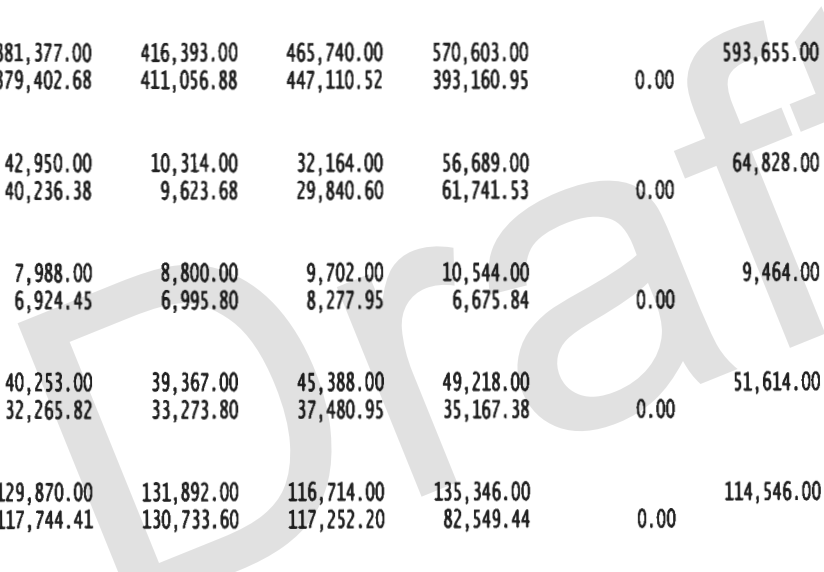 381,377.00 416,393.00 465,740.00 570,603.00 593,655.00
379,402.68 411,056.88 447,110.52 393,160.95 0.00
42,950.00 10,314.00 32,164.00 56,689.00 64,828.00
40,236.38 9,623.68 29,840.60 61,741.53 0.00
7,988.00 8,800.00 9,702.00 10,544.00 9,464.00
6,924.45 6,995.80 8,277.95 6,675.84 0.00
40,253.00 39,367.00 45,388.00 49,218.00 51,614.00
32,265.82 33,273.80 37,480.95 35,167.38 0.00
129,870.00 131,892.00 116,714.00 135,346.00 114,546.00
117,744.41 130,733.60 117,252.20 82,549.44 0.00
Draft